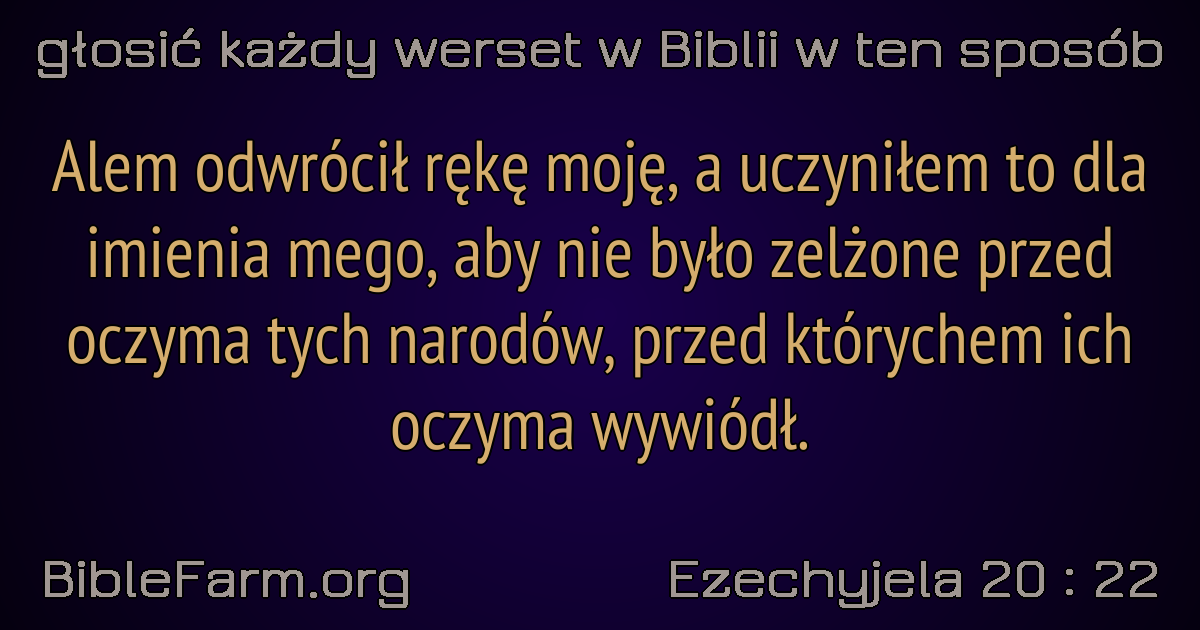 głosić każdy werset w Biblii w ten sposób
Alem odwrócił rękę moję, a uczyniłem to dla
imienia mego, aby nie było zelżone przed
oczyma tych narodów, przed którychem ich
oczyma wywiódł.
BibleFarm.org
Ezechyjela 20 : 22